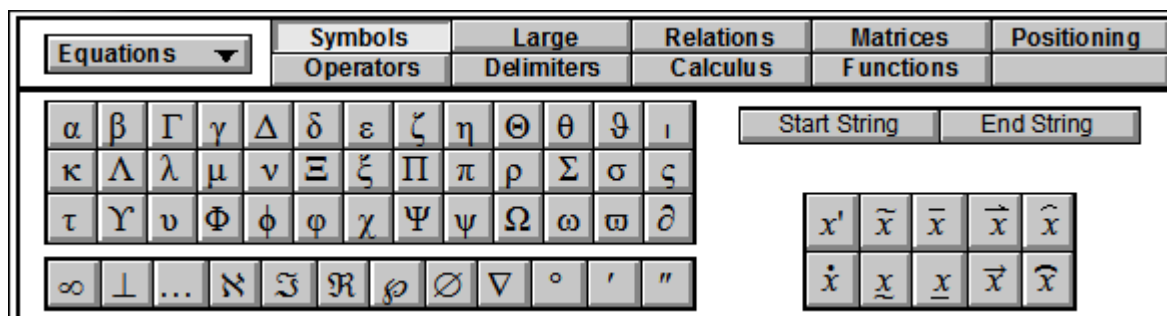 Equations Symbols Large Relations Matrices Positioning
Operators Delimiters Calculus Functions
α β Γ γ Δ δ ε ζ η Θ θ ϑ ι
κ Λ λ μ ν Ξ ξ Π π ρ Σ σ ς
τ ϒ υ Φ ϕ φ χ Ψ ψ Ω ω ϖ ∂
∞ ⊥ … ℵ ℑ ℜ ℘ ∅ ∇ ° ′ ″
Start String End String
x' x̃ x̅ x⃑ x̂
ẋ x̰ x̲ x⃗ x̑